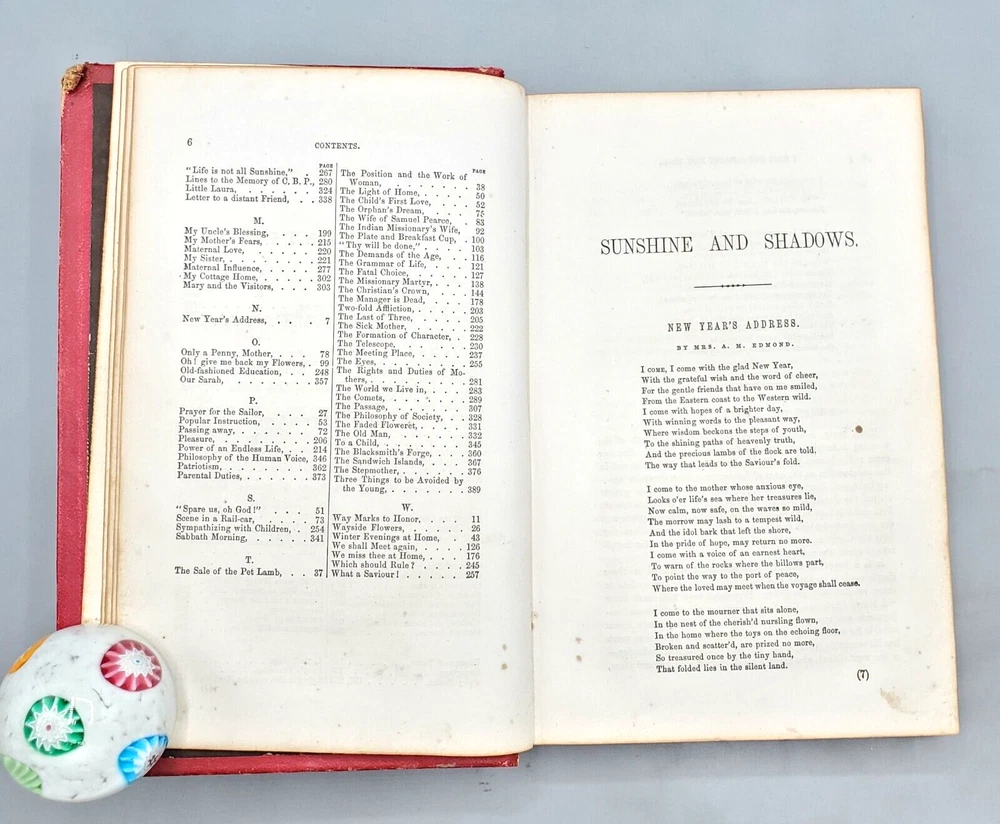 6
CONTENTS.
PAGE
"Life is not all Sunshine," . 267
Lines to the Memory of C. B. P., 280
Little Laura, . . . . . 324
Letter to a distant Friend, . . 338
M.
My Uncle's Blessing, . . . . 199
My Mother's Fears, . . . . 215
Maternal Love, . . . . . 220
My Sister, . . . . . . 221
Maternal Influence, . . . . 277
My Cottage Home, . . . . 302
Mary and the Visitors, . . . 303
N.
New Year's Address, . . . 7
O.
Only a Penny, Mother, . . . 78
Oh! give me back my Flowers, . 99
Old-fashioned Education, . . 248
Our Sarah, . . . . . . 357
P.
Prayer for the Sailor, . . . 27
Popular Instruction, . . . . 53
Passing away, . . . . . 72
Pleasure, . . . . . . 206
Power of an Endless Life, . . 214
Philosophy of the Human Voice, 346
Patriotism, . . . . . . 362
Parental Duties, . . . . . 373
S.
"Spare us, oh God!" . . . 51
Scene in a Rail-car, . . . . 73
Sympathizing with Children, . . 254
Sabbath Morning, . . . . . 341
T.
The Sale of the Pet Lamb, . . 37
PAGE
The Position and the Work of
Woman, . . . . . . 38
The Light of Home, . . . . 50
The Child's First Love, . . . 52
The Orphan's Dream, . . . 75
The Wife of Samuel Pearce, . 83
The Indian Missionary's Wife, . 92
The Plate and Breakfast Cup, . 100
"Thy will be done," . . . . 103
The Demands of the Age, . . 116
The Grammar of Life, . . . 121
The Fatal Choice, . . . . 127
The Missionary Martyr, . . . 138
The Christian's Crown, . . . 144
The Manager is Dead, . . . 178
Two-fold Affliction, . . . . 203
The Last of Three, . . . . 205
The Sick Mother, . . . . 222
The Formation of Character, . 228
The Telescope, . . . . . 230
The Meeting Place, . . . . 237
The Eyes, . . . . . . 255
The Rights and Duties of Mo-
thers, . . . . . . . 281
The World we Live in, . . . 283
The Comets, . . . . . 289
The Passage, . . . . . 307
The Philosophy of Society, . . 328
The Faded Floweret, . . . 331
The Old Man, . . . . . 332
To a Child, . . . . . . 345
The Blacksmith's Forge, . . . 360
The Sandwich Islands, . . . 367
The Stepmother, . . . . . 376
Three Things to be Avoided by
the Young, . . . . . . 389
W.
Way Marks to Honor, . . . 11
Wayside Flowers, . . . . 26
Winter Evenings at Home, . . 43
We shall Meet again, . . . . 126
We miss thee at Home, . . . 176
Which should Rule? . . . . 245
What a Saviour! . . . . . 257
SUNSHINE AND SHADOWS.
NEW YEAR'S ADDRESS.
BY MRS. A. M. EDMOND.
I COME, I come with the glad New Year,
With the grateful wish and the word of cheer,
For the gentle friends that have on me smiled,
From the Eastern coast to the Western wild.
I come with hopes of a brighter day,
With winning words to the pleasant way,
Where wisdom beckons the steps of youth,
To the shining paths of heavenly truth,
And the precious lambs of the flock are told,
The way that leads to the Saviour's fold.
I come to the mother whose anxious eye,
Looks o'er life's sea where her treasures lie,
Now calm, now safe, on the waves so mild,
The morrow may lash to a tempest wild,
And the idol bark that left the shore,
In the pride of hope, may return no more.
I come with a voice of an earnest heart,
To warn of the rocks where the billows part,
To point the way to the port of peace,
Where the loved may meet when the voyage shall cease.
I come to the mourner that sits alone,
In the nest of the cherish'd nursling flown,
In the home where the toys on the echoing floor,
Broken and scatter'd, are prized no more,
So treasured once by the tiny hand,
That folded lies in the silent land.
(7)